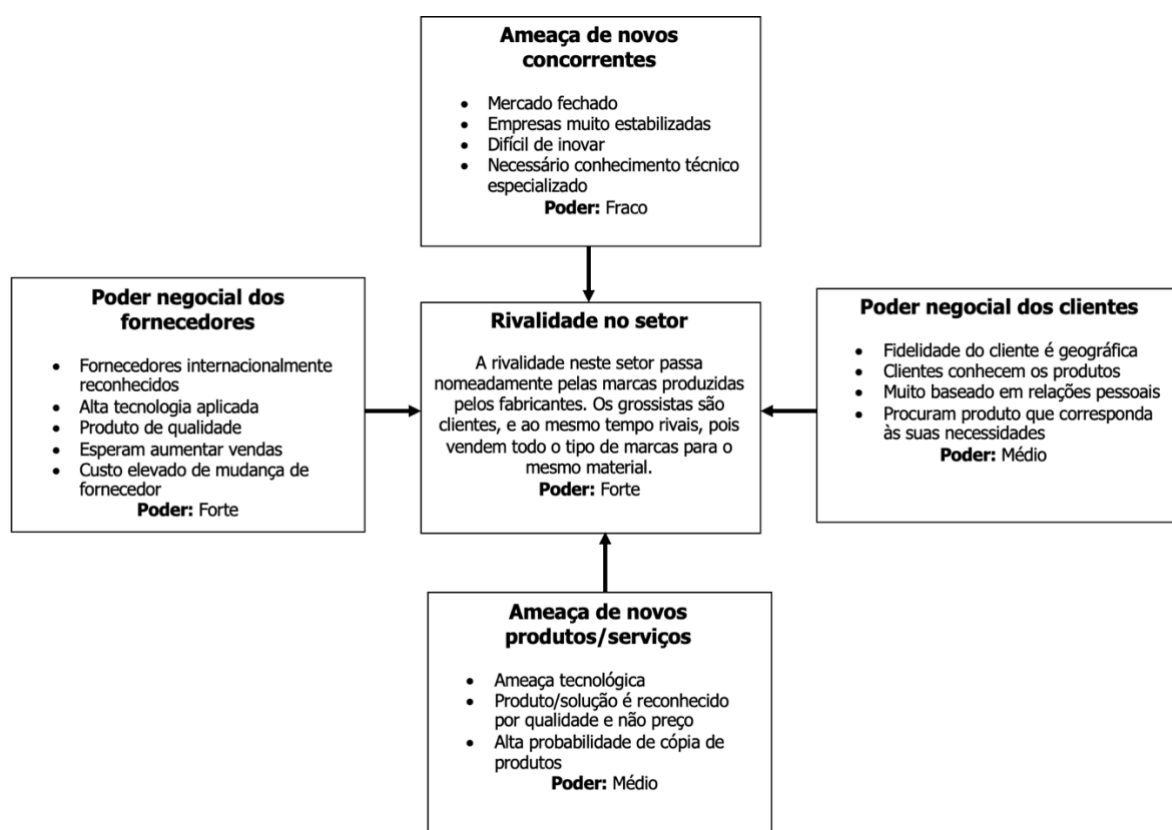 Ameaça de novos
concorrentes
• Mercado fechado
• Empresas muito estabilizadas
• Difícil de inovar
• Necessário conhecimento técnico
especializado
Poder: Fraco
Poder negocial dos
fornecedores
• Fornecedores internacionalmente
reconhecidos
• Alta tecnologia aplicada
• Produto de qualidade
• Esperam aumentar vendas
• Custo elevado de mudança de
fornecedor
Poder: Forte
Rivalidade no setor
A rivalidade neste setor passa
nomeadamente pelas marcas produzidas
pelos fabricantes. Os grossistas são
clientes, e ao mesmo tempo rivais, pois
vendem todo o tipo de marcas para o
mesmo material.
Poder: Forte
Poder negocial dos clientes
• Fidelidade do cliente é geográfica
• Clientes conhecem os produtos
• Muito baseado em relações pessoais
• Procuram produto que corresponda
às suas necessidades
Poder: Médio
Ameaça de novos
produtos/serviços
• Ameaça tecnológica
• Produto/solução é reconhecido
por qualidade e não preço
• Alta probabilidade de cópia de
produtos
Poder: Médio